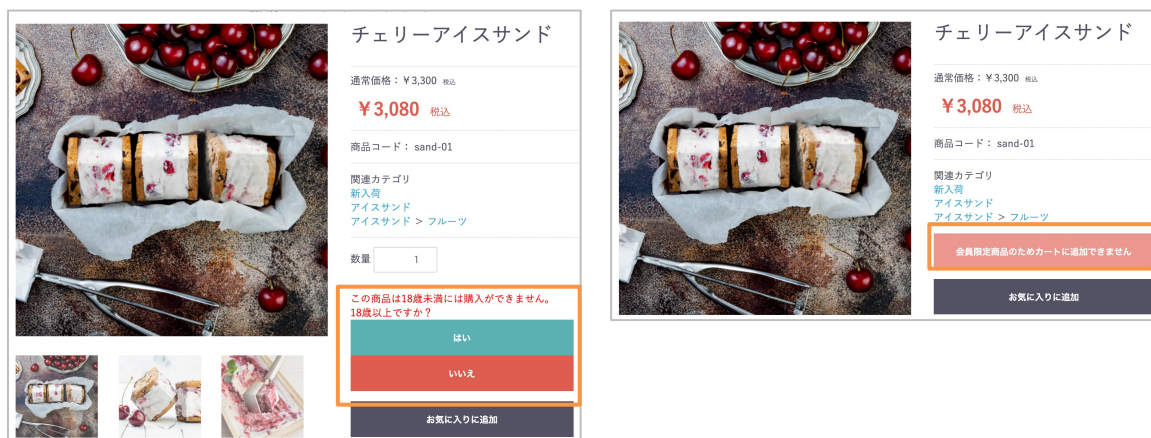 チェリーアイスサンド
通常価格：￥3,300 税込
￥3,080 税込
商品コード： sand-01
関連カテゴリ
新入荷
アイスサンド
アイスサンド ＞ フルーツ
数量 1
この商品は18歳未満には購入ができません。
18歳以上ですか？
はい
いいえ
お気に入りに追加
チェリーアイスサンド
通常価格：￥3,300 税込
￥3,080 税込
商品コード： sand-01
関連カテゴリ
新入荷
アイスサンド
アイスサンド ＞ フルーツ
会員限定商品のためカートに追加できません
お気に入りに追加